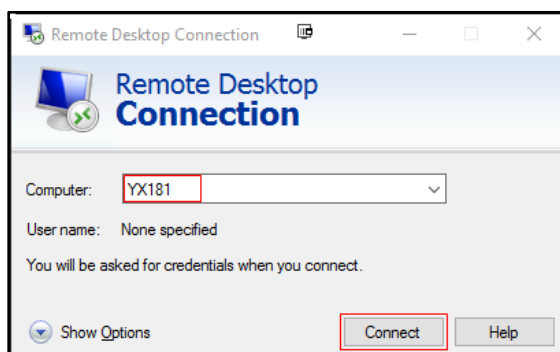 Remote Desktop Connection
Remote Desktop
Connection
Computer: YX181
User name: None specified
You will be asked for credentials when you connect.
Show Options Connect Help